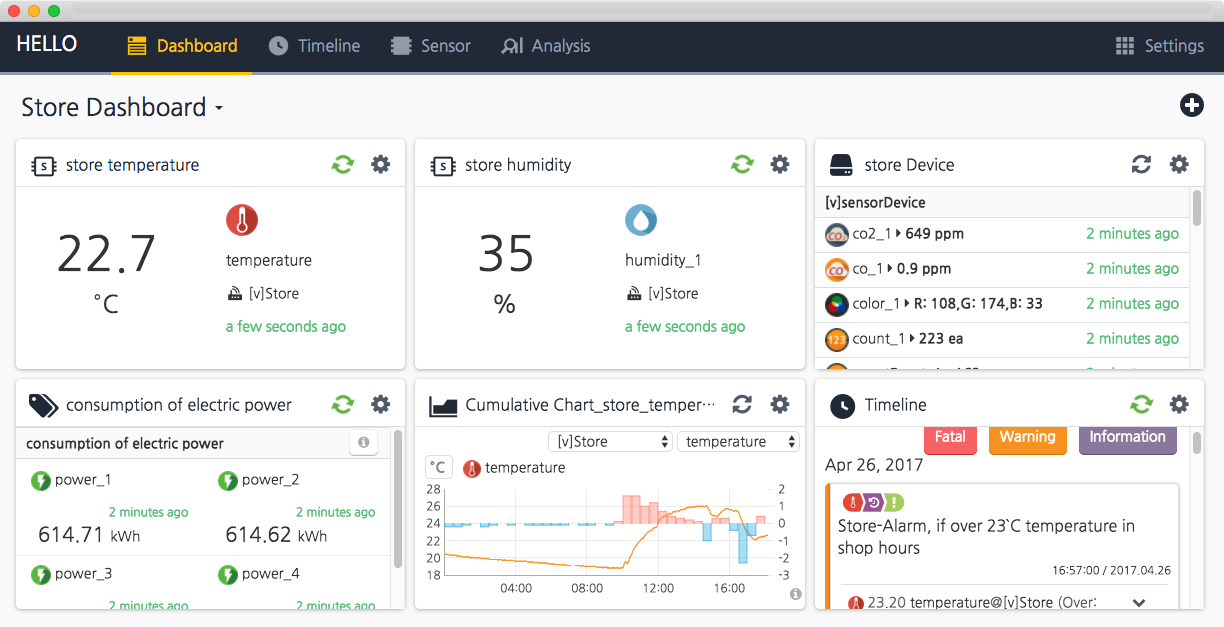 HELLO Dashboard Timeline Sensor Analysis Settings
Store Dashboard
store temperature
22.7
°C
temperature
[v]Store
a few seconds ago
store humidity
35
%
humidity_1
[v]Store
a few seconds ago
store Device
[v]sensorDevice
co2_1 649 ppm 2 minutes ago
co_1 0.9 ppm 2 minutes ago
color_1 R: 108,G: 174,B: 33 2 minutes ago
count_1 223 ea 2 minutes ago
consumption of electric power
consumption of electric power
power_1 power_2
2 minutes ago 2 minutes ago
614.71 kWh 614.62 kWh
power_3 power_4
2 minutes ago 2 minutes ago
Cumulative Chart_store_temper···
[v]Store temperature
°C temperature
28 2
26 1
24 0
22 -1
20 -2
18 -3
04:00 08:00 12:00 16:00
Timeline
Fatal Warning Information
Apr 26, 2017
Store-Alarm, if over 23`C temperature in
shop hours
16:57:00 / 2017.04.26
23.20 temperature@[v]Store (Over: